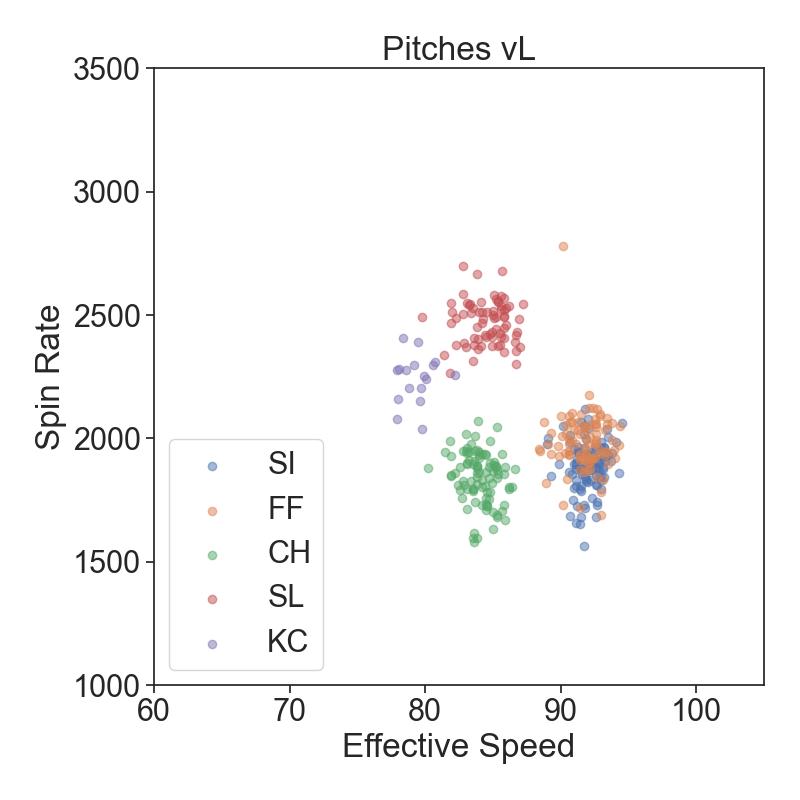 Pitches vL
3500
3000
2500
2000
1500
1000
Spin Rate
SI
FF
CH
SL
KC
60 70 80 90 100
Effective Speed